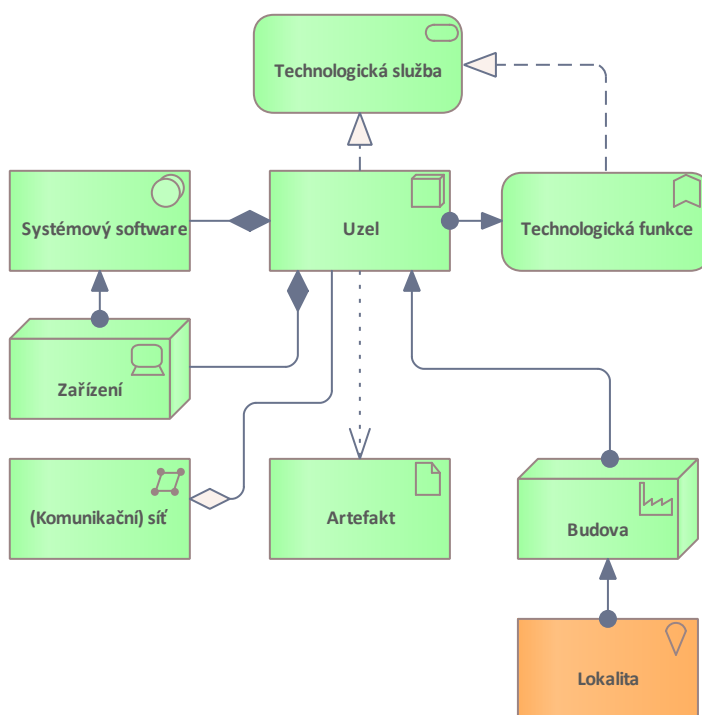 Technologická služba
Systémový software
Uzel
Technologická funkce
Zařízení
(Komunikační) síť
Artefakt
Budova
Lokalita